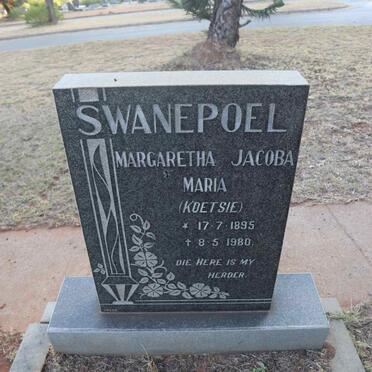 SWANEPOEL
MARGARETHA JACOBA
MARIA
(KOETSIE)
* 17·7·1895
† 8·5·1980
DIE HERE IS MY
HERDER.